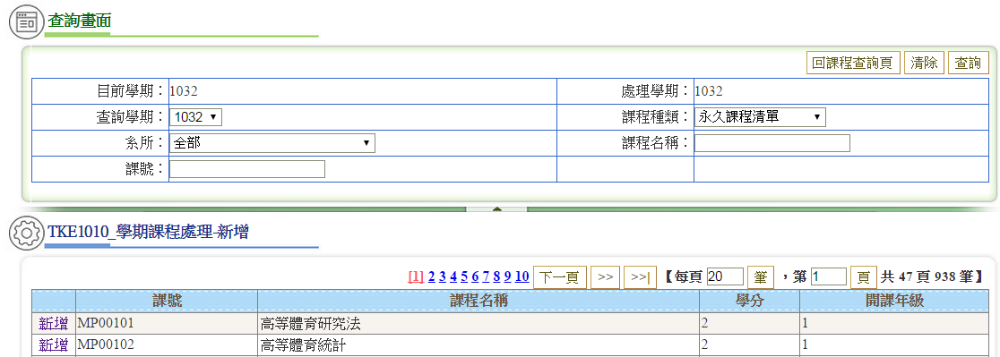 查詢畫面
回課程查詢頁 清除 查詢
目前學期：1032 處理學期：1032
查詢學期：1032 課程種類：永久課程清單
系所：全部 課程名稱：
課號：
TKE1010_學期課程處理-新增
[1] 2 3 4 5 6 7 8 9 10 下一頁 >> >>| 【每頁 20 筆 ，第 1 頁 共 47 頁 938 筆】
課號 課程名稱 學分 開課年級
新增 MP00101 高等體育研究法 2 1
新增 MP00102 高等體育統計 2 1